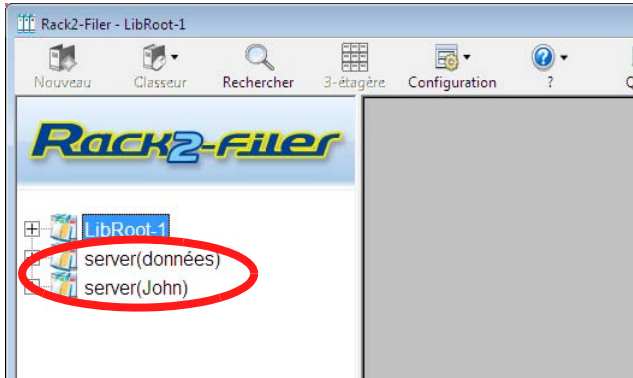 Rack2-Filer - LibRoot-1
Nouveau Classeur Rechercher 3-étagère Configuration ?
Rack2-Filer
LibRoot-1
server(données)
server(John)